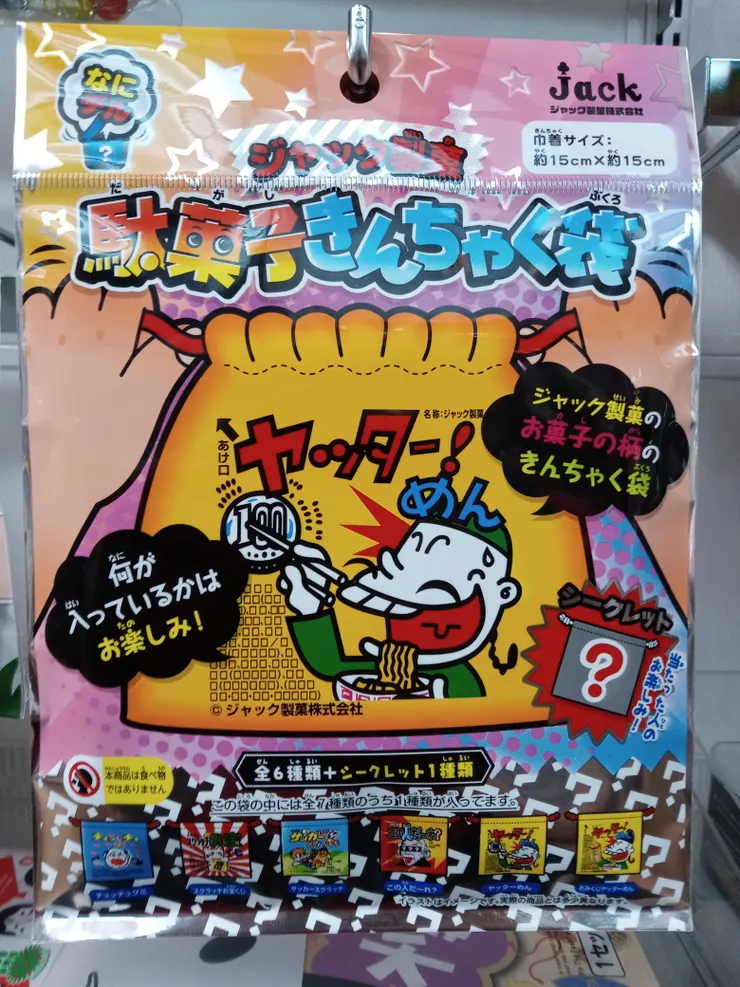 なに
デル
?
Jack
ジャック製菓株式会社
巾着サイズ:
約15cm×約15cm
ジャック製菓
駄菓子きんちゃく袋
名称:ジャック製菓
あけ口
ヤッター!
めん
100
ジャック製菓の
お菓子の柄の
きんちゃく袋
何が
入っているかは
お楽しみ!
シークレット
?
当たった人の
お楽しみ!
© ジャック製菓株式会社
全6種類+シークレット1種類
本商品は食べ物
ではありません
この袋の中には全7種類のうち1種類が入ってます。
チョッチョグミ
スクラッチお宝くじ
サッカースクラッチ
この人だ~れ?
ヤッターめん
おみくじヤッターめん
イラストはイメージです。実際の商品とは多少異なります。
1セッ